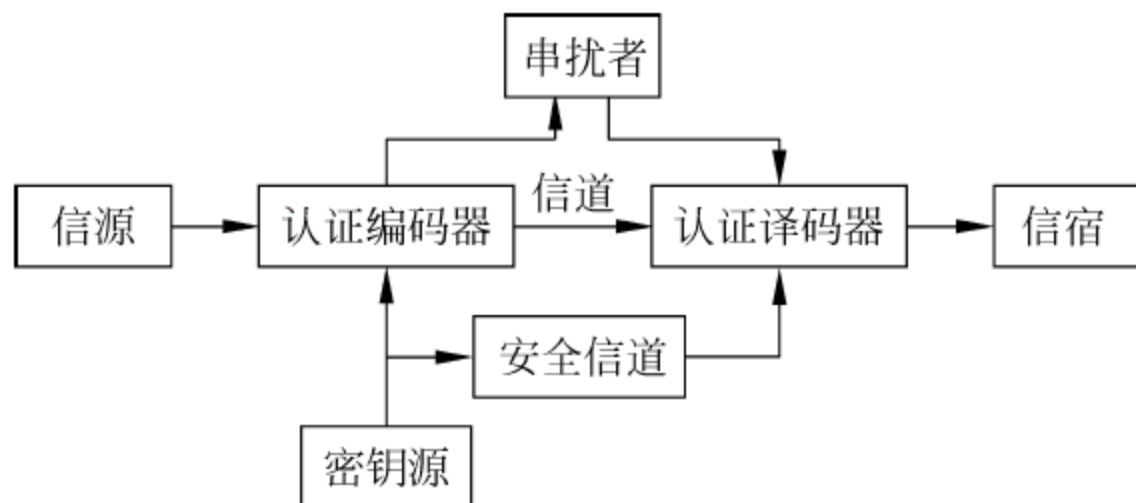 串扰者
信道
信源
认证编码器
认证译码器
信宿
安全信道
密钥源